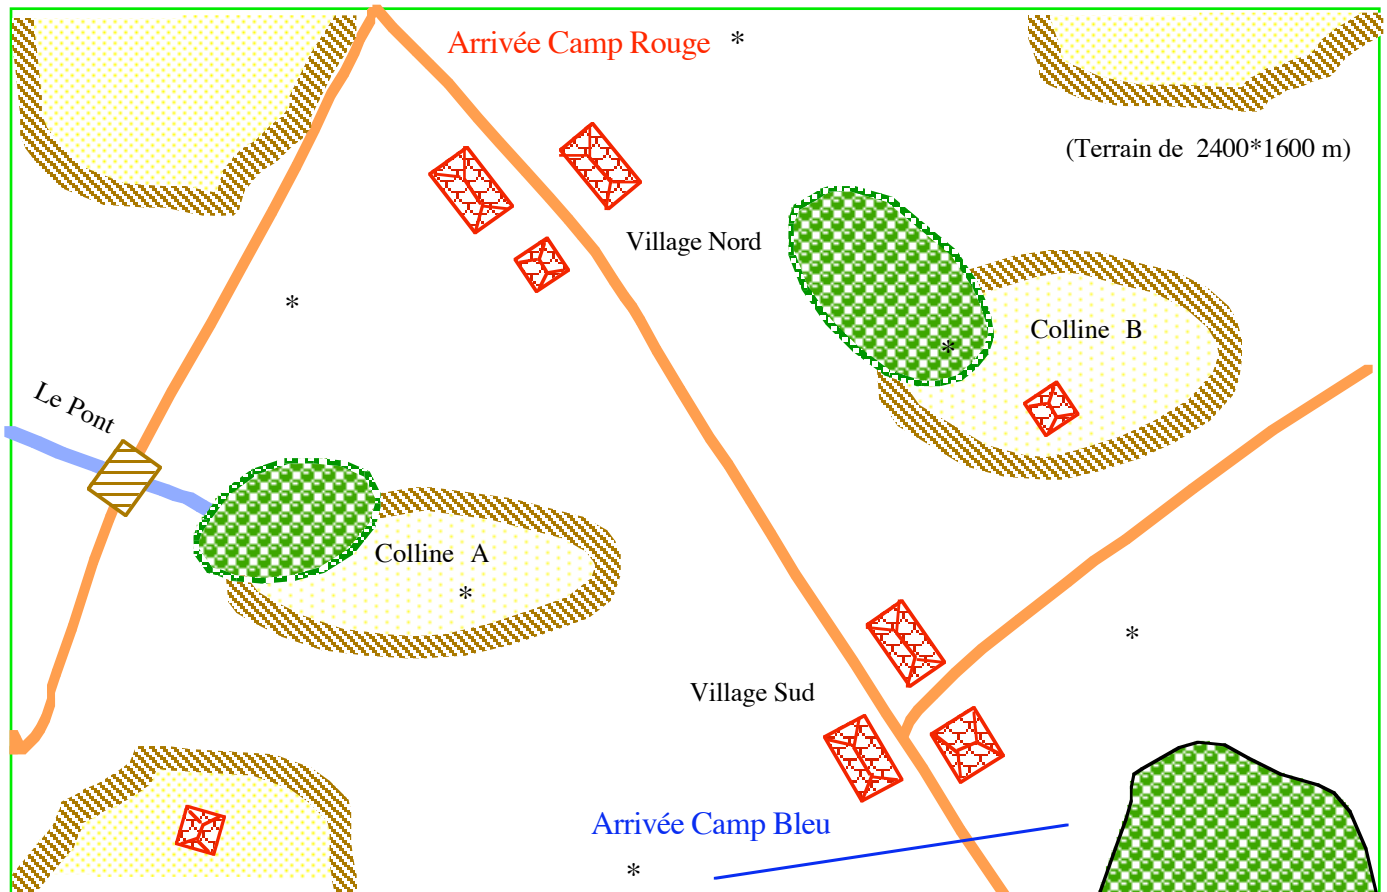 Arrivée Camp Rouge *
(Terrain de 2400*1600 m)
Village Nord
*
Colline B
*
Le Pont
Colline A
*
*
Village Sud
Arrivée Camp Bleu
*